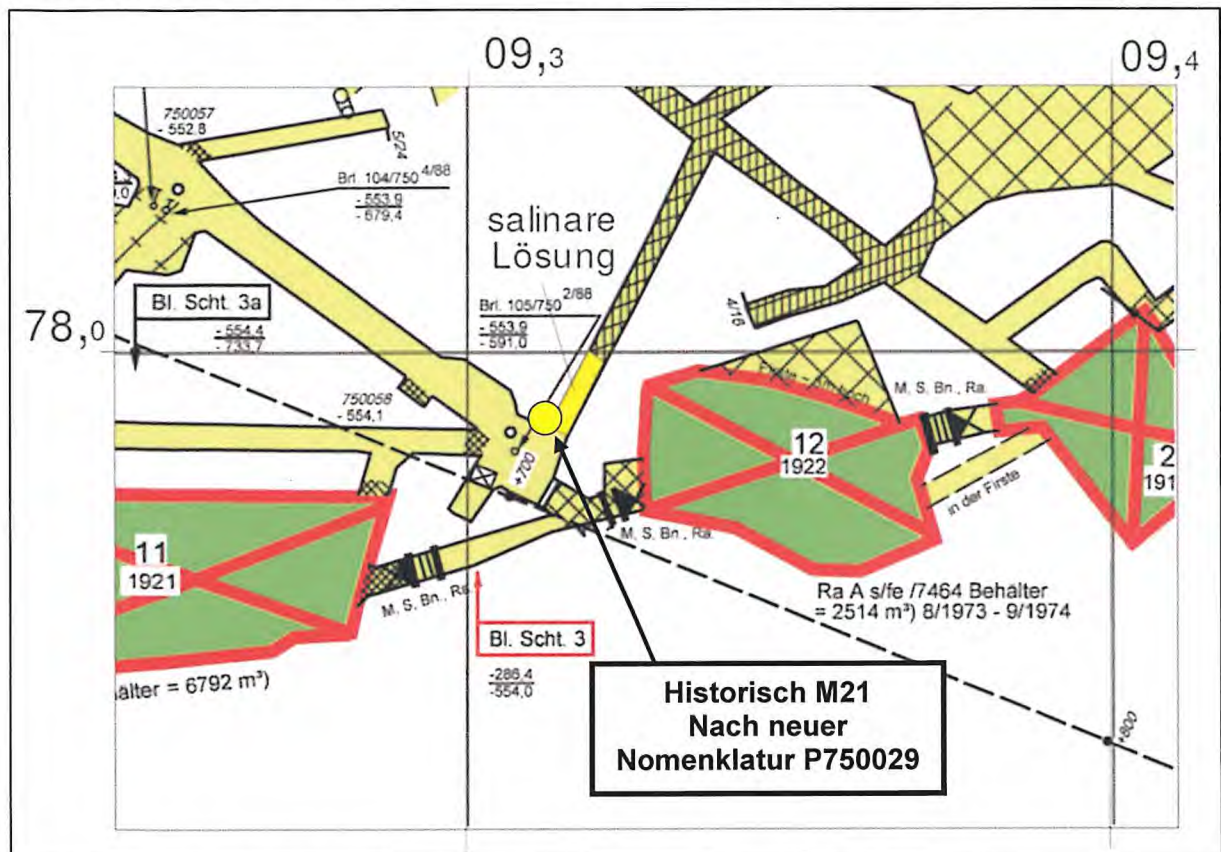 09,3
09,4
750057
- 552.8
5/24
Brl. 104/750 4/88
- 553,9
- 679,4
salinare
Lösung
Bl. Scht. 3a
- 554.4
- 733,7
Brl. 105/750 2/88
- 553,9
- 591,0
4/16
78,0
750058
- 554,1
M. S. Bn., Ra.
12
1922
2
191
+700
in der Firste
M. S. Bn., Ra.
11
1921
Ra A s/fe /7464 Behälter
= 2514 m³) 8/1973 - 9/1974
M. S. Bn., Ra.
Bl. Scht. 3
-286,4
-554,0
älter = 6792 m³)
Historisch M21
Nach neuer
Nomenklatur P750029
+800